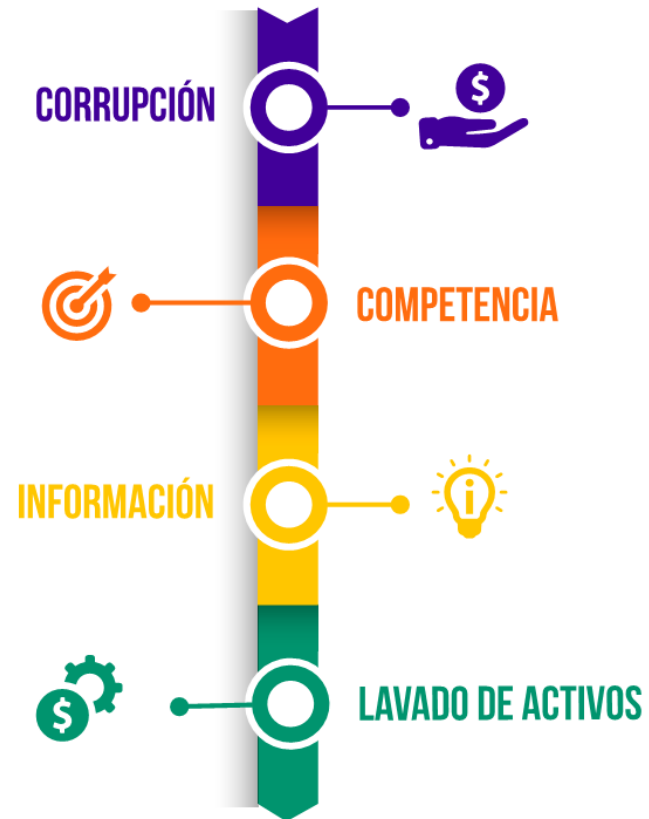 CORRUPCIÓN
$
COMPETENCIA
INFORMACIÓN
i
$
LAVADO DE ACTIVOS